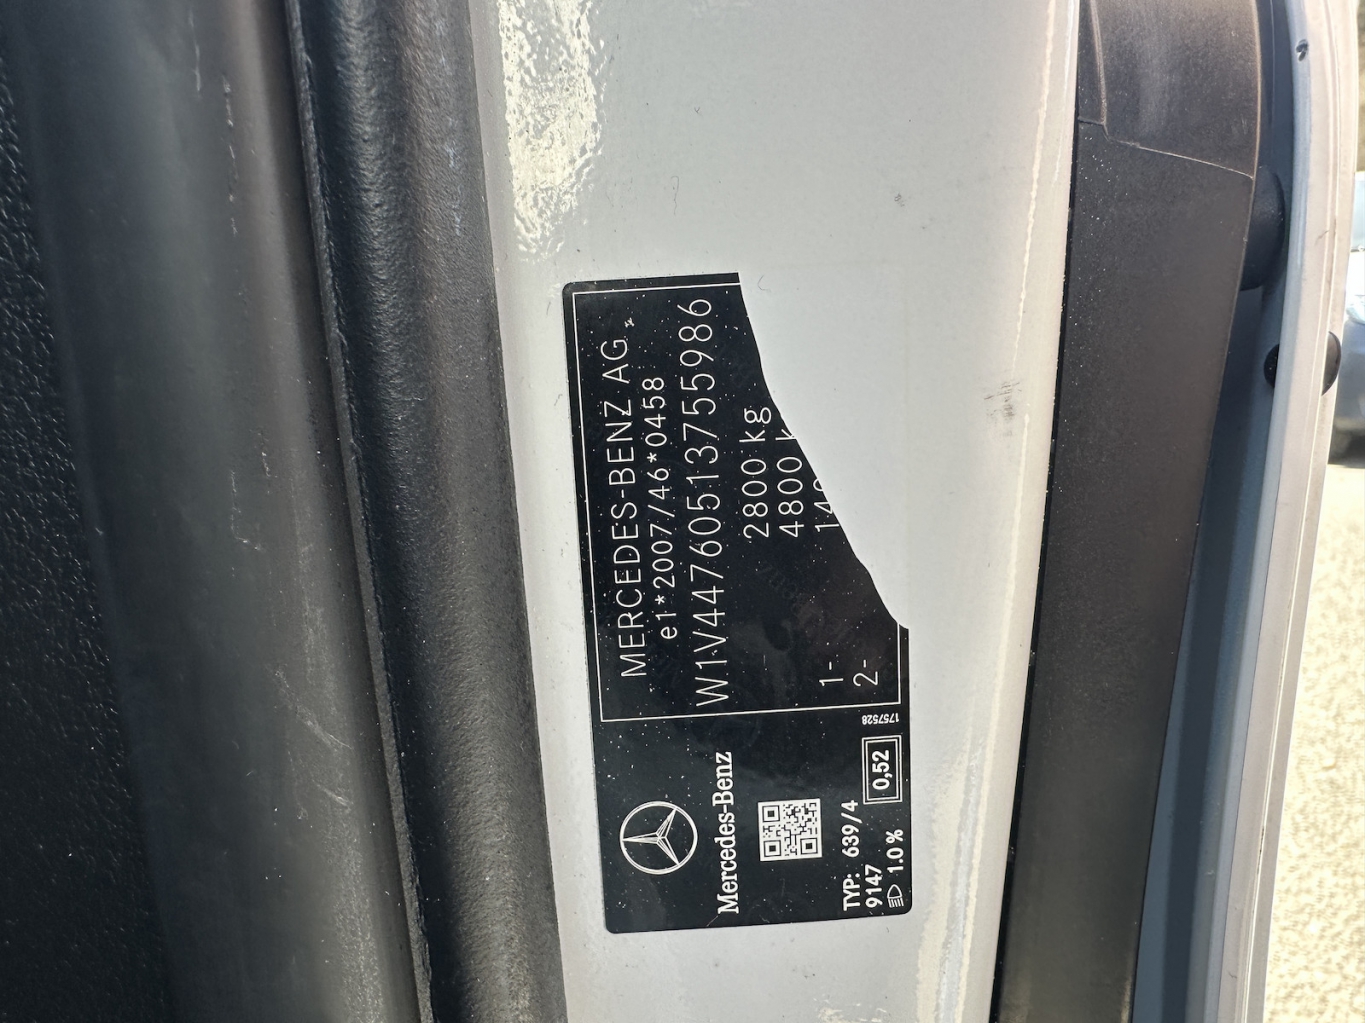 MERCEDES-BENZ AG
e1*2007/46*0458
W1V44760513755986
2800 kg
4800
1-
2-
1757528
Mercedes-Benz
TYP: 639/4
9147
0,52
1.0 %